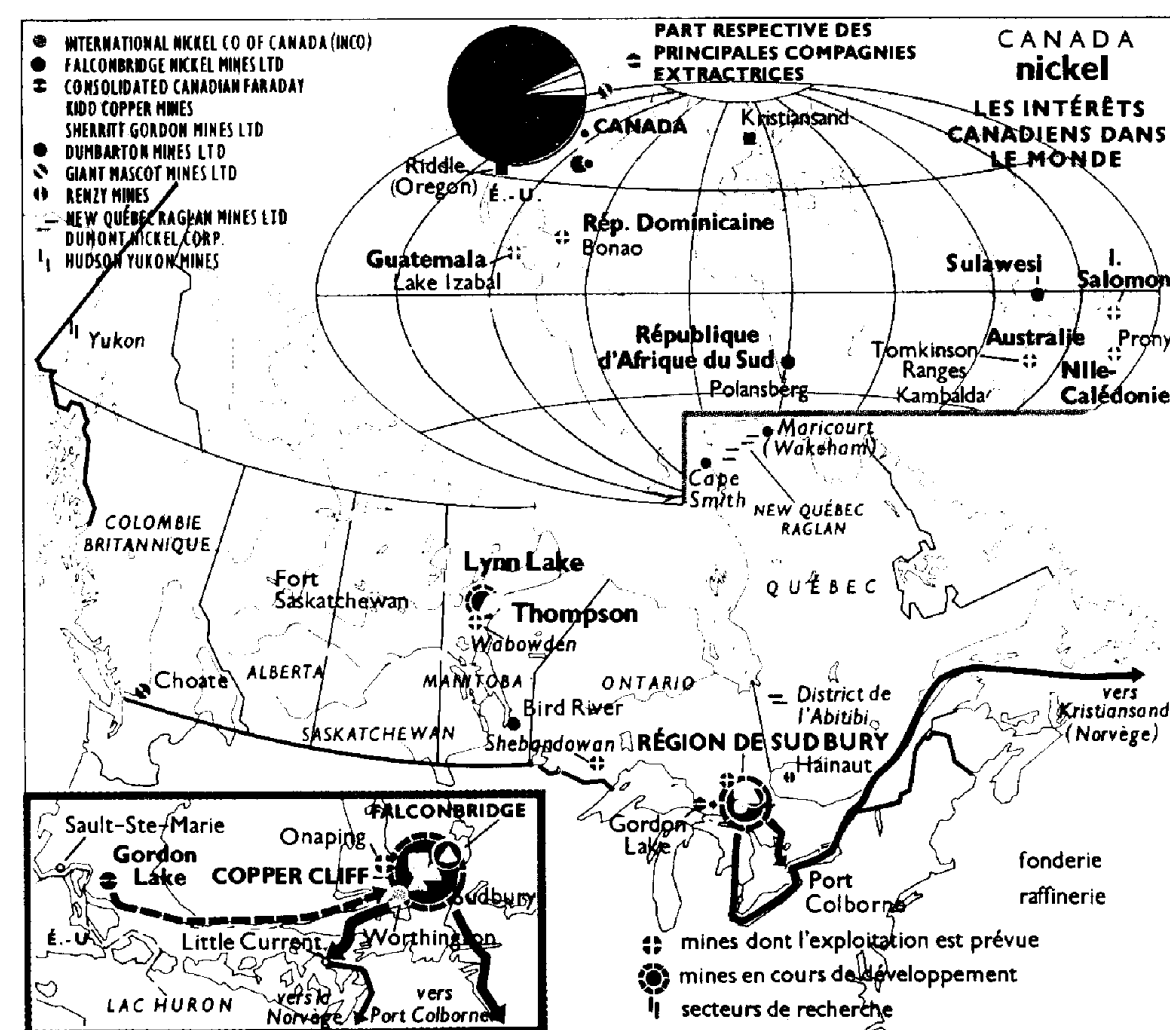 INTERNATIONAL NICKEL CO OF CANADA (INCO)
FALCONBRIDGE NICKEL MINES LTD
CONSOLIDATED CANADIAN FARADAY
KIDD COPPER MINES
SHERRITT GORDON MINES LTD
DUMBARTON MINES LTD
GIANT MASCOT MINES LTD
RENZY MINES
NEW QUÉBEC RAGLAN MINES LTD
DUMONT NICKEL CORP.
HUDSON YUKON MINES
PART RESPECTIVE DES
PRINCIPALES COMPAGNIES
EXTRACTRICES
CANADA
nickel
LES INTÉRÊTS
CANADIENS DANS
LE MONDE
CANADA
Kristiansand
Riddle
(Oregon)
É.-U.
Rép. Dominicaine
Bonao
Guatemala
Lake Izabal
Sulawesi
I.
Salomon
République
d'Afrique du Sud
Polansberg
Australie
Tomkinson
Ranges
Kambalda
Prony
Nlle-
Calédonie
Yukon
Maricourt
(Wakeham)
Cape
Smith
NEW QUÉBEC
RAGLAN
COLOMBIE
BRITANNIQUE
Lynn Lake
Fort
Saskatchewan
Thompson
Wabowden
QUÉBEC
Choate
ALBERTA
MANITOBA
ONTARIO
District de
l'Abitibi
vers
Kristiansand
(Norvège)
Bird River
SASKATCHEWAN
Shebandowan
RÉGION DE SUDBURY
Hainaut
Gordon
Lake
Port
Colborne
FALCONBRIDGE
Sault-Ste-Marie
Onaping
Gordon
Lake
COPPER CLIFF
Sudbury
É.-U.
Little Current
Worthington
LAC HURON
vers la
Norvège
vers
Port Colborne
fonderie
raffinerie
mines dont l'exploitation est prévue
mines en cours de développement
secteurs de recherche